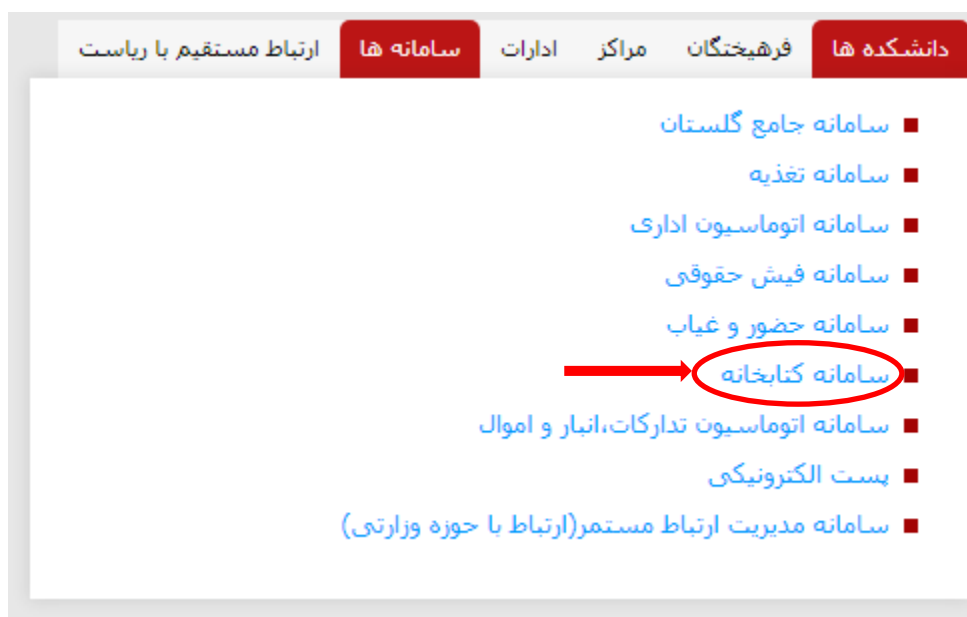 دانشکده ها فرهیختگان مراکز ادارات سامانه ها ارتباط مستقیم با ریاست
سامانه جامع گلستان
سامانه تغذیه
سامانه اتوماسیون اداری
سامانه فیش حقوقی
سامانه حضور و غیاب
سامانه کتابخانه
سامانه اتوماسیون تدارکات،انبار و اموال
پست الکترونیکی
سامانه مدیریت ارتباط مستمر(ارتباط با حوزه وزارتی)